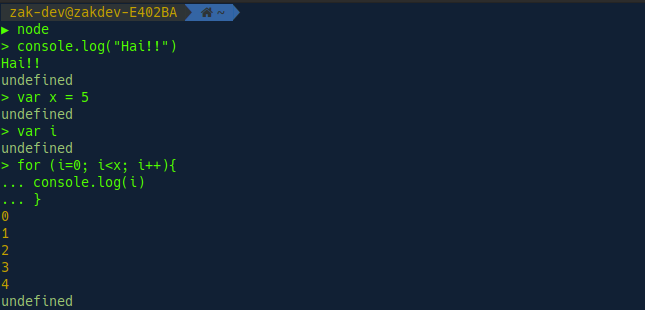 zak-dev@zakdev-E402BA ~
▶ node
> console.log("Hai!!")
Hai!!
undefined
> var x = 5
undefined
> var i
undefined
> for (i=0; i<x; i++){
... console.log(i)
... }
0
1
2
3
4
undefined